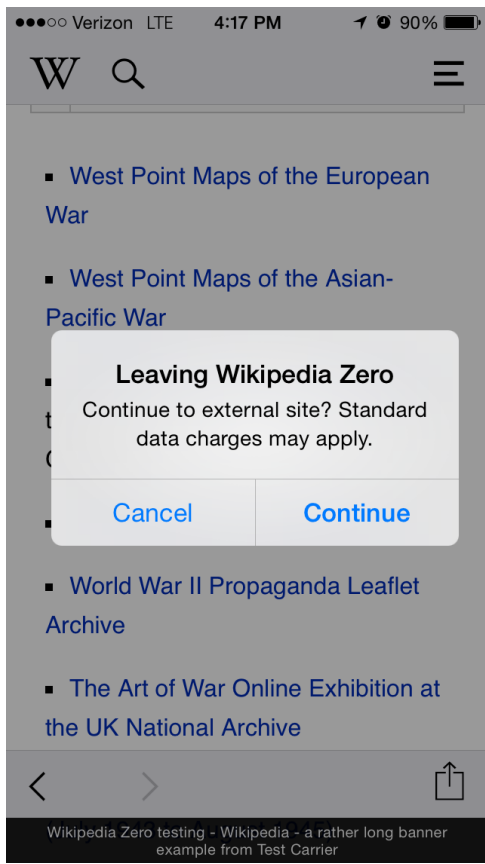 Verizon LTE 4:17 PM 90%
W
West Point Maps of the European
War
West Point Maps of the Asian-
Pacific War
Leaving Wikipedia Zero
Continue to external site? Standard
data charges may apply.
Cancel Continue
World War II Propaganda Leaflet
Archive
The Art of War Online Exhibition at
the UK National Archive
Wikipedia Zero testing - Wikipedia - a rather long banner
example from Test Carrier